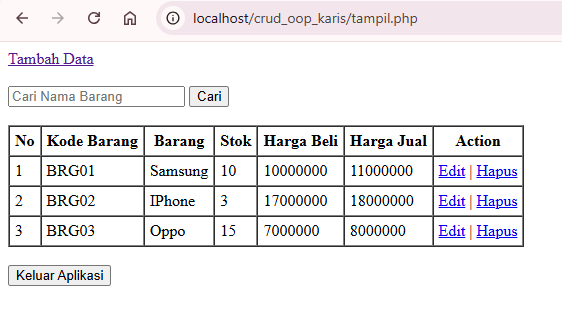 localhost/crud_oop_karis/tampil.php
Tambah Data
Cari Nama Barang Cari
No Kode Barang Barang Stok Harga Beli Harga Jual Action
1 BRG01 Samsung 10 10000000 11000000 Edit | Hapus
2 BRG02 IPhone 3 17000000 18000000 Edit | Hapus
3 BRG03 Oppo 15 7000000 8000000 Edit | Hapus
Keluar Aplikasi